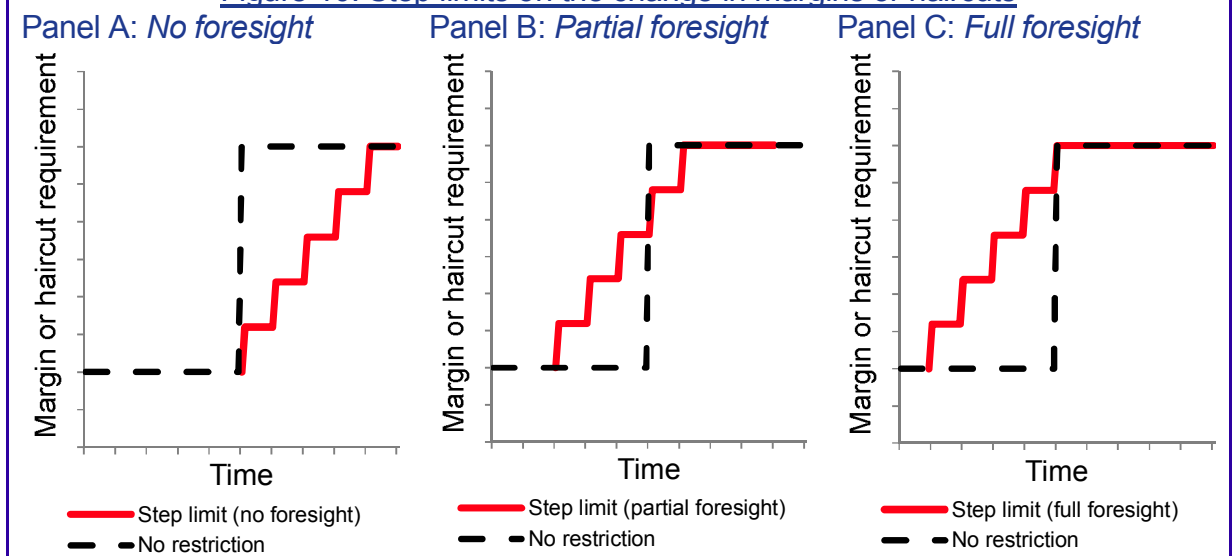 Panel A: No foresight
Panel B: Partial foresight
Panel C: Full foresight
Margin or haircut requirement
Margin or haircut requirement
Margin or haircut requirement
Time
Time
Time
Step limit (no foresight)
No restriction
Step limit (partial foresight)
No restriction
Step limit (full foresight)
No restriction